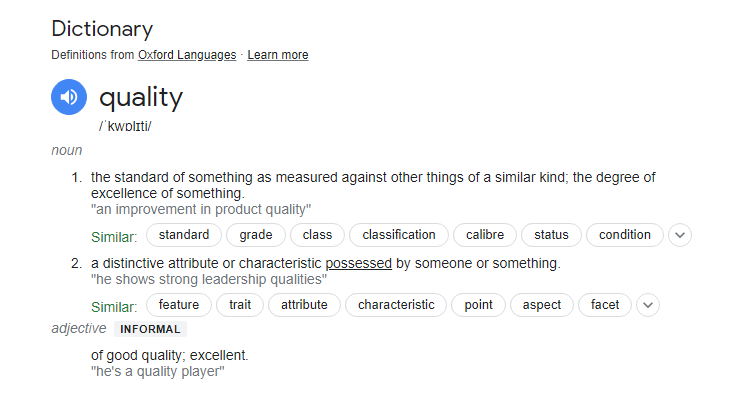 Dictionary
Definitions from Oxford Languages · Learn more
quality
/ˈkwɒlɪti/
noun
1. the standard of something as measured against other things of a similar kind; the degree of
excellence of something.
"an improvement in product quality"
Similar: standard grade class classification calibre status condition
2. a distinctive attribute or characteristic possessed by someone or something.
"he shows strong leadership qualities"
Similar: feature trait attribute characteristic point aspect facet
adjective INFORMAL
of good quality; excellent.
"he's a quality player"